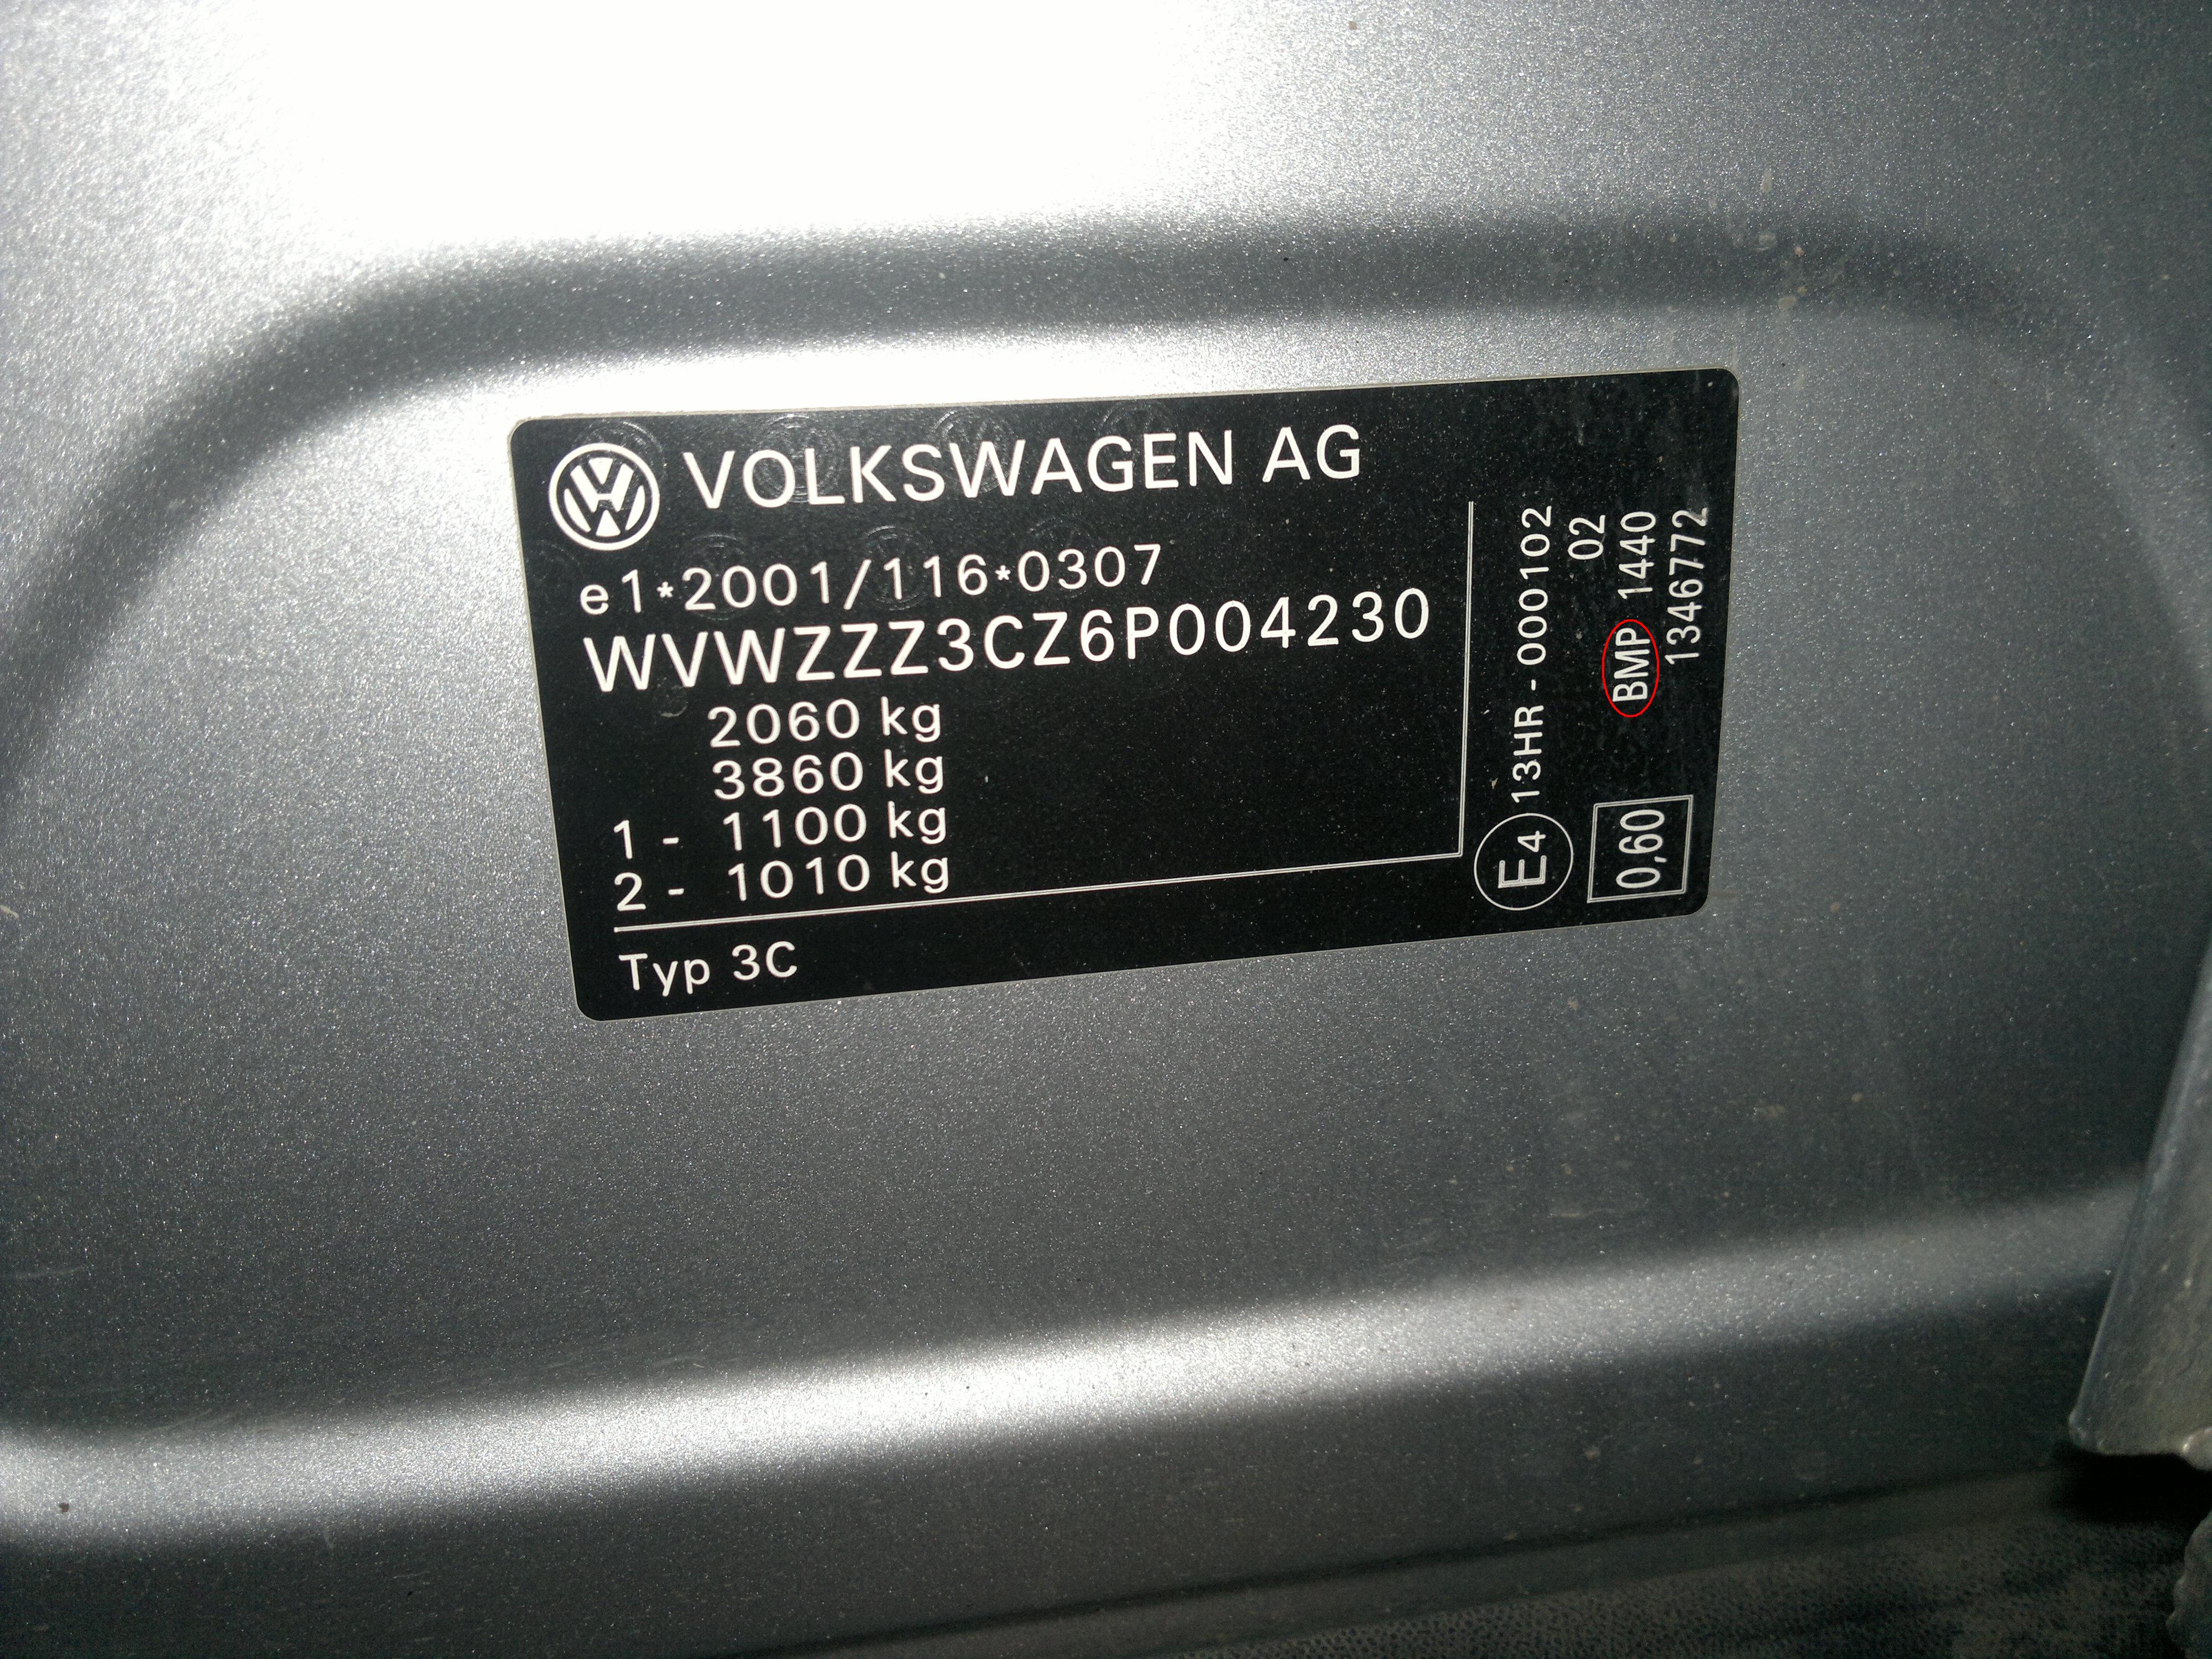 VOLKSWAGEN AG
e1*2001/116*0307
WVWZZZ3CZ6P004230
2060 kg
3860 kg
1 - 1100 kg
2 - 1010 kg
Typ 3C
E4 13HR - 000102
02
0,60 BMP 1440
1346772